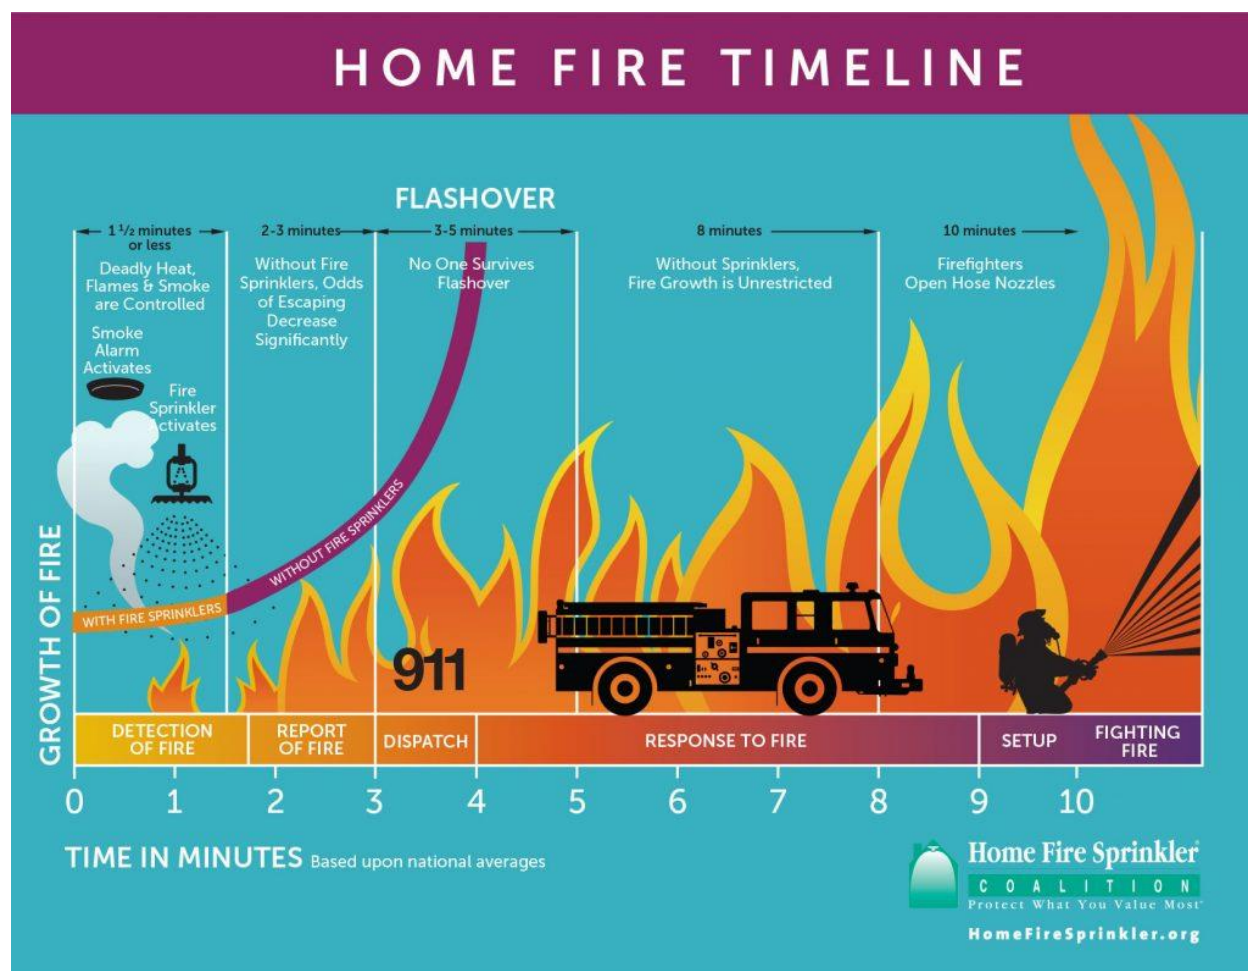 HOME FIRE TIMELINE
FLASHOVER
1 1/2 minutes
or less
Deadly Heat,
Flames & Smoke
are Controlled
Smoke
Alarm
Activates
Fire
Sprinkler
Activates
2-3 minutes
Without Fire
Sprinklers, Odds
of Escaping
Decrease
Significantly
3-5 minutes
No One Survives
Flashover
8 minutes
Without Sprinklers,
Fire Growth is Unrestricted
10 minutes
Firefighters
Open Hose Nozzles
GROWTH OF FIRE
WITH FIRE SPRINKLERS
WITHOUT FIRE SPRINKLERS
911
DETECTION
OF FIRE
REPORT
OF FIRE
DISPATCH
RESPONSE TO FIRE
SETUP
FIGHTING
FIRE
0 1 2 3 4 5 6 7 8 9 10
TIME IN MINUTES Based upon national averages
Home Fire Sprinkler
COALITION
Protect What You Value Most
HomeFireSprinkler.org